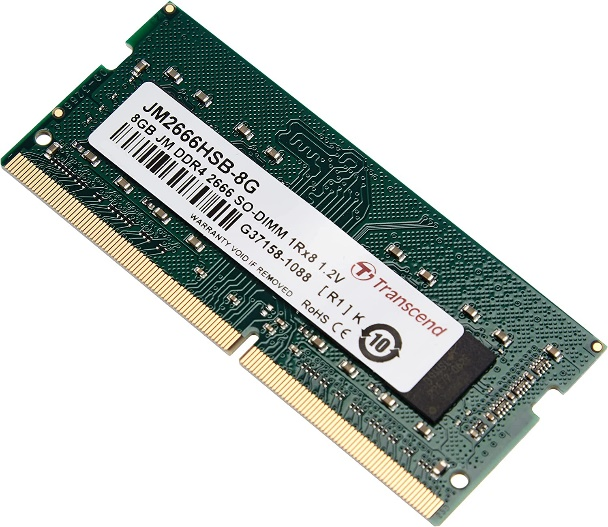 JM2666HSB-8G
8GB JM DDR4 2666 SO-DIMM 1Rx8 1.2V
G37158-1088 [R1] K
WARRANTY VOID IF REMOVED
RoHS CE
Transcend
10